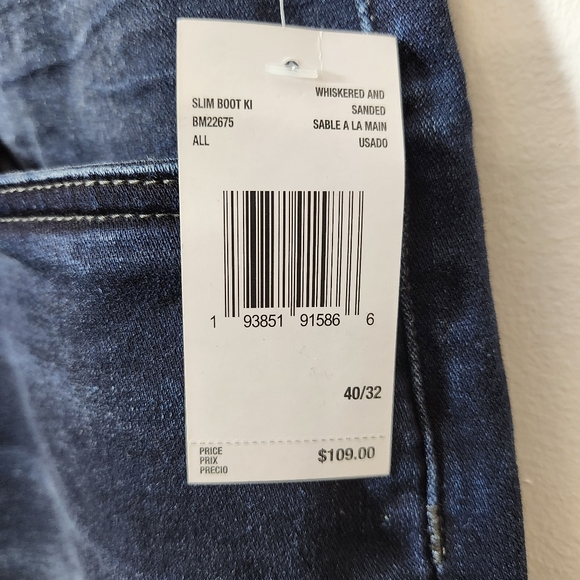 SLIM BOOT KI
BM22675
ALL
WHISKERED AND
SANDED
SABLE A LA MAIN
USADO
1 93851 91586 6
40/32
PRICE
PRIX
PRECIO
$109.00